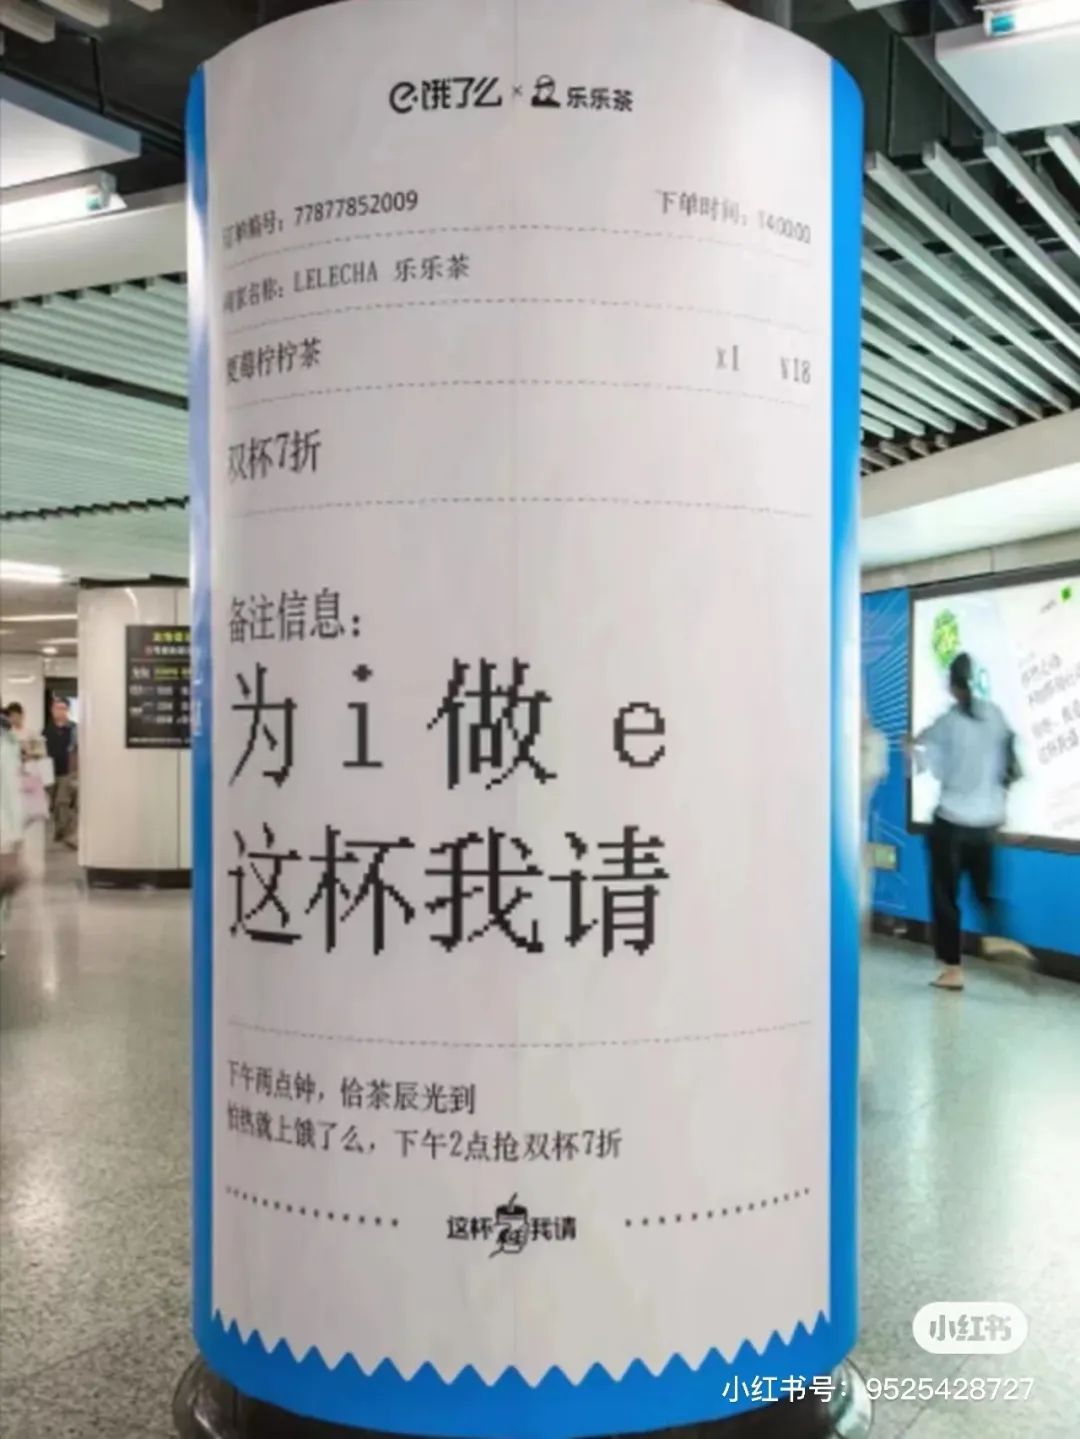 饿了么×乐乐茶
订单编号：77877852009
下单时间：14:00:00
商家名称：LELECHA 乐乐茶
夏莓柠柠茶 x1 ¥18
双杯7折
备注信息：
为i做e
这杯我请
下午两点钟，恰茶辰光到
怕热就上饿了么，下午2点抢双杯7折
这杯我请
小红书
小红书号：9525428727